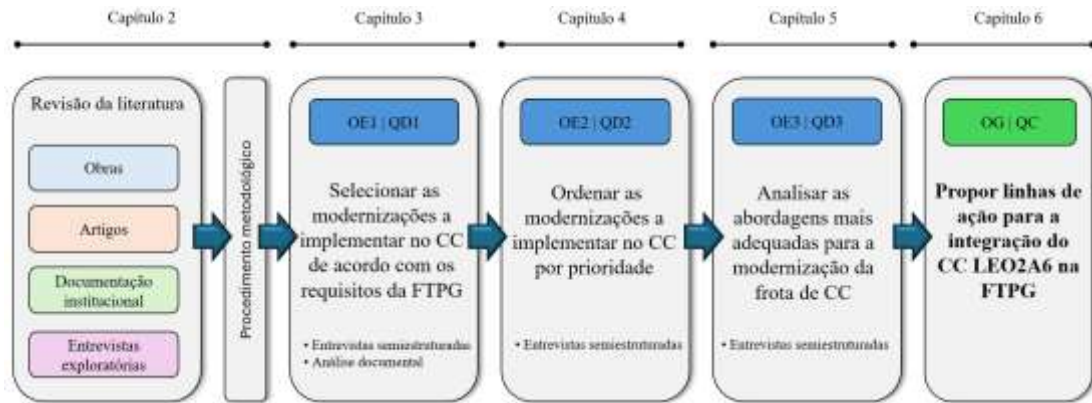 Capítulo 2
Capítulo 3
Capítulo 4
Capítulo 5
Capítulo 6
Revisão da literatura
Obras
Artigos
Documentação
institucional
Entrevistas
exploratórias
Procedimento metodológico
OE1 | QD1
Selecionar as
modernizações a
implementar no CC
de acordo com os
requisitos da FTPG
• Entrevistas semiestruturadas
• Análise documental
OE2 | QD2
Ordenar as
modernizações a
implementar no CC
por prioridade
• Entrevistas semiestruturadas
OE3 | QD3
Analisar as
abordagens mais
adequadas para a
modernização da
frota de CC
• Entrevistas semiestruturadas
OG | QC
Propor linhas de
ação para a
integração do
CC LEO2A6 na
FTPG